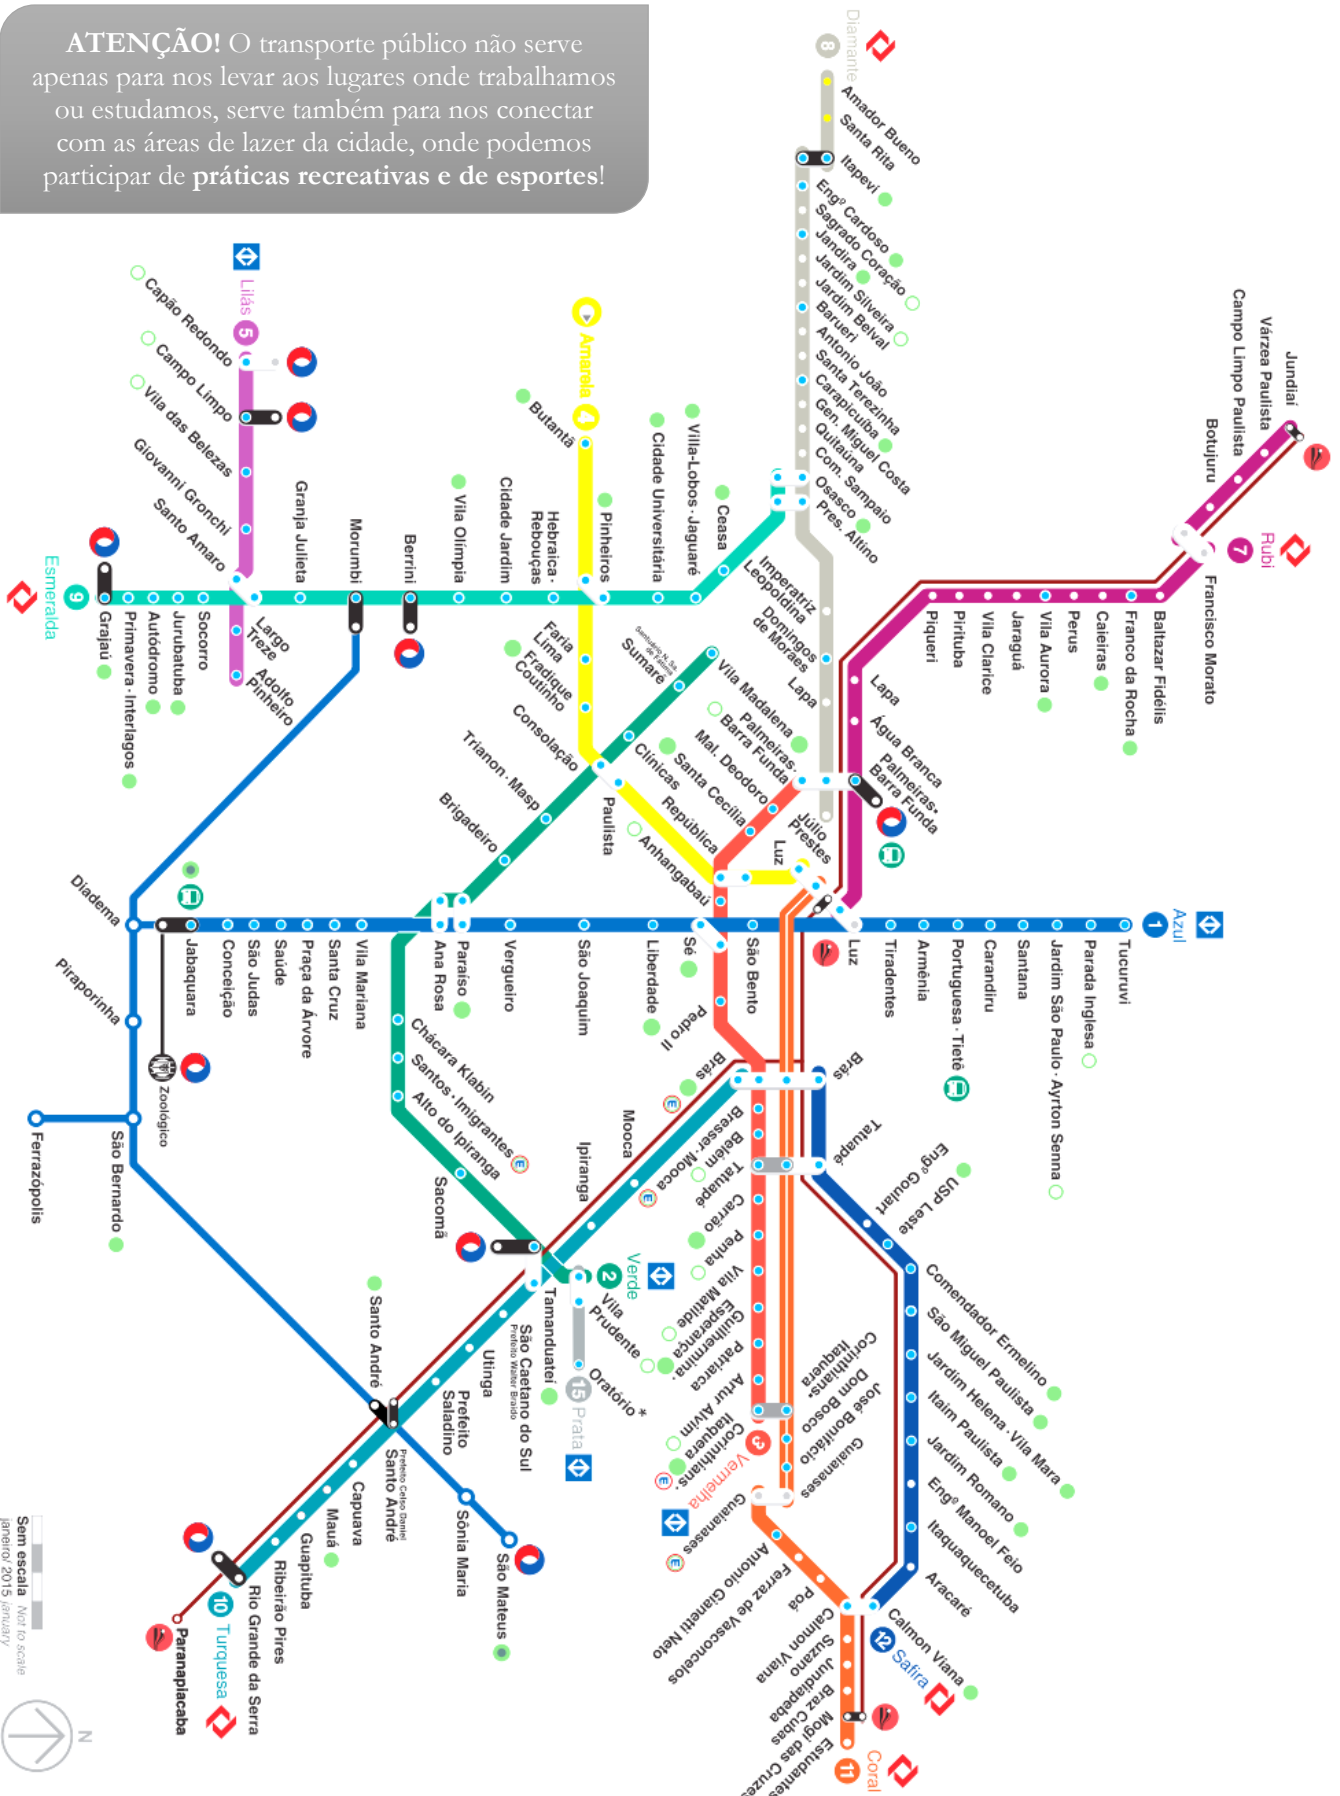 ATENÇÃO! O transporte público não serve
apenas para nos levar aos lugares onde trabalhamos
ou estudamos, serve também para nos conectar
com as áreas de lazer da cidade, onde podemos
participar de práticas recreativas e de esportes!
Diamante
8
Amador Bueno
Santa Rita
Itapevi
Engº Cardoso
Sagrado Coração
Jandira
Jardim Silveira
Jardim Belval
Barueri
Antonio João
Santa Terezinha
Carapicuíba
Gen. Miguel Costa
Quitaúna
Com. Sampaio
Osasco
Pres. Altino
Imperatriz
Leopoldina
Domingos
de Moraes
Lapa
Palmeiras·
Barra Funda
Júlio
Prestes
Rubi
7
Jundiaí
Várzea Paulista
Campo Limpo Paulista
Botujuru
Francisco Morato
Baltazar Fidélis
Franco da Rocha
Caieiras
Perus
Vila Aurora
Jaraguá
Vila Clarice
Pirituba
Piqueri
Lapa
Água Branca
Palmeiras·
Barra Funda
Luz
Lilás
5
Capão Redondo
Campo Limpo
Vila das Belezas
Giovanni Gronchi
Santo Amaro
Largo
Treze
Adolfo
Pinheiro
Amarela
4
Butantã
Pinheiros
Faria
Lima
Fradique
Coutinho
Paulista
República
Luz
Esmeralda
9
Grajaú
Primavera·Interlagos
Autódromo
Jurubatuba
Socorro
Granja Julieta
Morumbi
Berrini
Vila Olímpia
Cidade Jardim
Hebraica·
Rebouças
Cidade Universitária
Villa-Lobos·Jaguaré
Ceasa
Vila Madalena
Santuário N. Sa.
de Fátima
Sumaré
Clínicas
Consolação
Trianon·Masp
Brigadeiro
Paraíso
Ana Rosa
Chácara Klabin
Santos·Imigrantes
Alto do Ipiranga
Sacomã
Tamanduateí
Vila
Prudente
2
Verde
Oratório *
15
Prata
Azul
1
Tucuruvi
Parada Inglesa
Jardim São Paulo·Ayrton Senna
Santana
Carandiru
Portuguesa·Tietê
Armênia
Tiradentes
São Bento
Sé
Liberdade
São Joaquim
Vergueiro
Vila Mariana
Santa Cruz
Praça da Árvore
Saúde
São Judas
Conceição
Jabaquara
Zoológico
Diadema
Piraporinha
São Bernardo
Ferrazópolis
Santo André
Sônia Maria
São Mateus
Mal. Deodoro
Santa Cecília
Anhangabaú
Pedro II
Brás
Bresser·Mooca
Belém
Tatuapé
Carrão
Penha
Vila Matilde
Guilhermina·
Esperança
Patriarca
Artur Alvim
Corinthians·
Itaquera
3
Vermelha
Mooca
Ipiranga
São Caetano do Sul
Prefeito Walter Braido
Utinga
Prefeito
Saladino
Prefeito Celso Daniel
Santo André
Capuava
Mauá
Guapituba
Ribeirão Pires
Rio Grande da Serra
10
Turquesa
Paranapiacaba
Brás
Tatuapé
Engº Goulart
USP Leste
Comendador Ermelino
São Miguel Paulista
Jardim Helena·Vila Mara
Itaim Paulista
Jardim Romano
Engº Manoel Feio
Itaquaquecetuba
Aracaré
Calmon Viana
12
Safira
Corinthians·
Itaquera
Dom Bosco
José Bonifácio
Guaianases
Guaianases
Antonio Gianetti Neto
Ferraz de Vasconcelos
Poá
Calmon Viana
Suzano
Jundiapeba
Braz Cubas
Mogi das Cruzes
Estudantes
11
Coral
Sem escala Not to scale
janeiro/ 2015 january
N